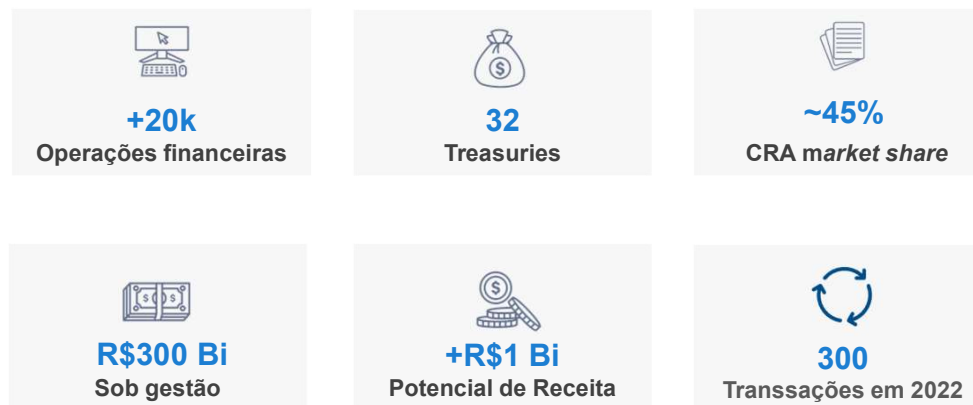 +20k
Operações financeiras
32
Treasuries
~45%
CRA market share
R$300 Bi
Sob gestão
+R$1 Bi
Potencial de Receita
300
Transsações em 2022